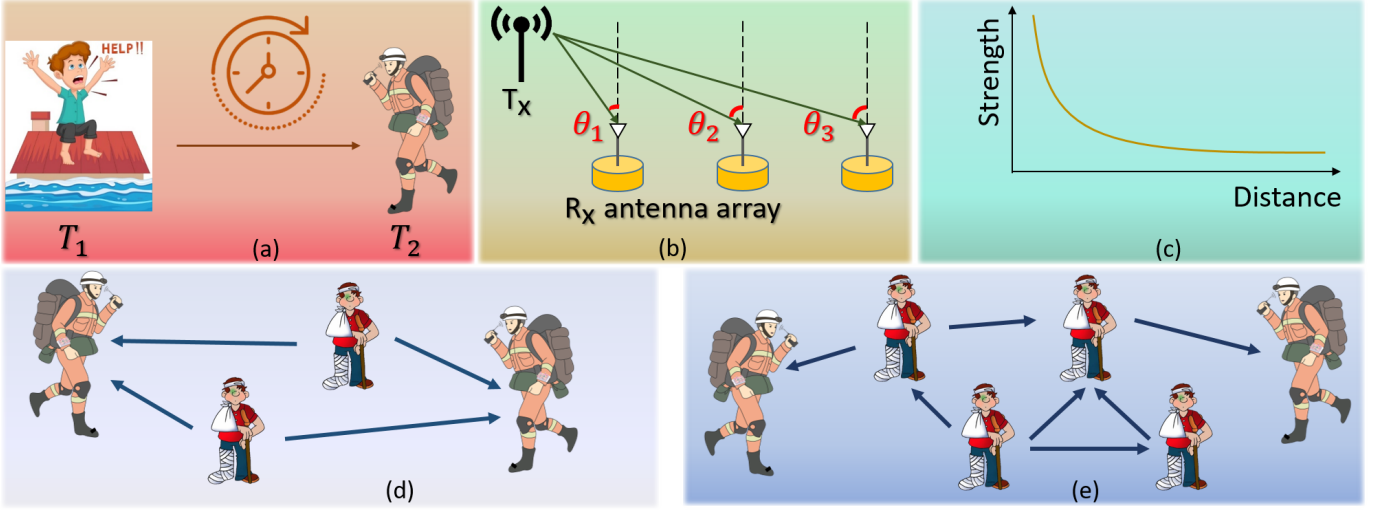 HELP!!
T₁
(a)
T₂
Tₓ
θ₁
θ₂
θ₃
Rₓ antenna array
(b)
Strength
Distance
(c)
(d)
(e)